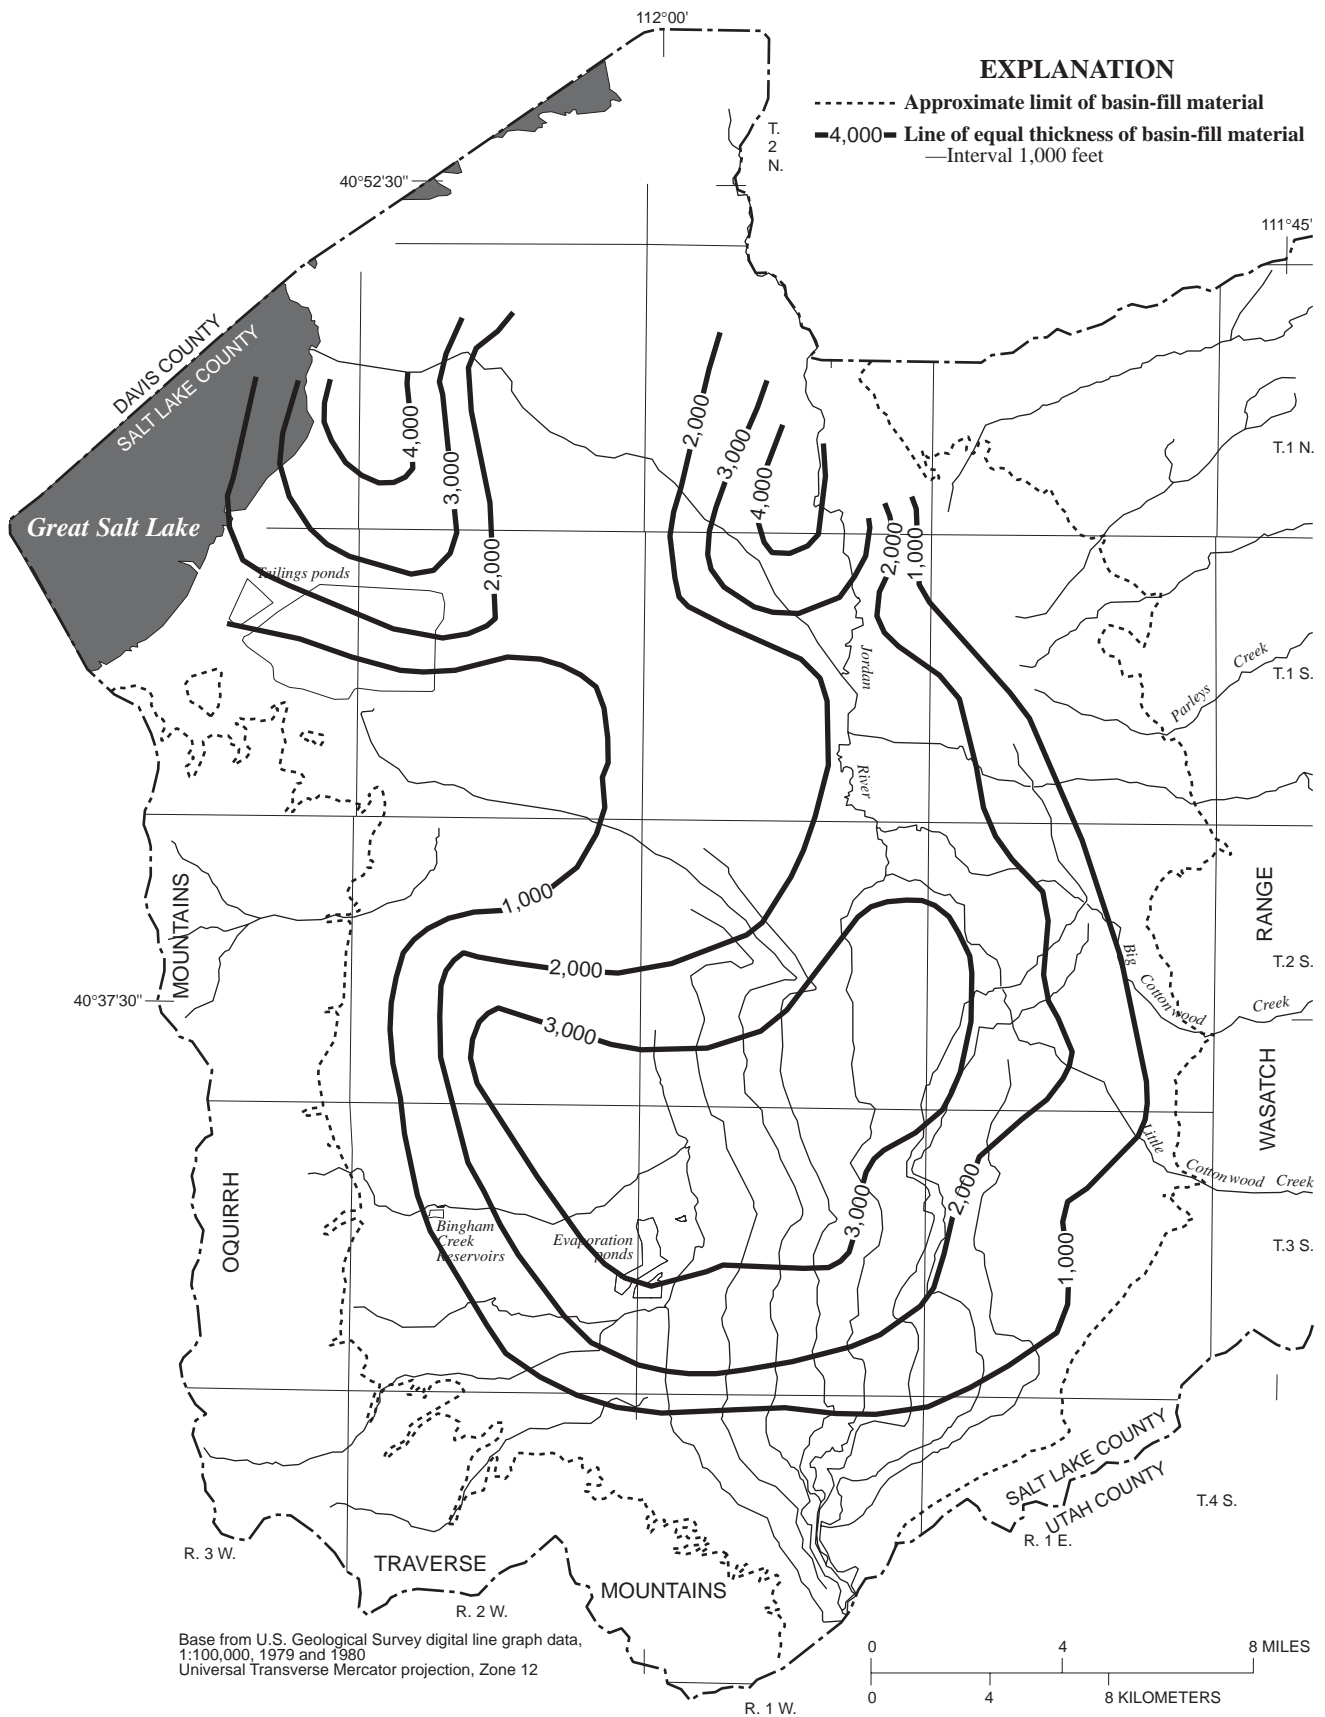 112°00'
EXPLANATION
Approximate limit of basin-fill material
4,000 Line of equal thickness of basin-fill material
—Interval 1,000 feet
T.
2
N.
40°52'30"
111°45'
DAVIS COUNTY
SALT LAKE COUNTY
4,000
3,000
2,000
2,000
3,000
4,000
2,000
1,000
T.1 N.
Great Salt Lake
Tailings ponds
Jordan
River
Parleys
Creek
T.1 S.
MOUNTAINS
1,000
RANGE
2,000
Big
Cottonwood
Creek
T.2 S.
40°37'30"
3,000
WASATCH
Little
Cottonwood Creek
OQUIRRH
3,000
2,000
1,000
Bingham
Creek
Reservoirs
Evaporation
ponds
T.3 S.
SALT LAKE COUNTY
UTAH COUNTY
T.4 S.
R. 3 W.
TRAVERSE
MOUNTAINS
R. 1 E.
R. 2 W.
Base from U.S. Geological Survey digital line graph data,
1:100,000, 1979 and 1980
Universal Transverse Mercator projection, Zone 12
R. 1 W.
0 4 8 MILES
0 4 8 KILOMETERS